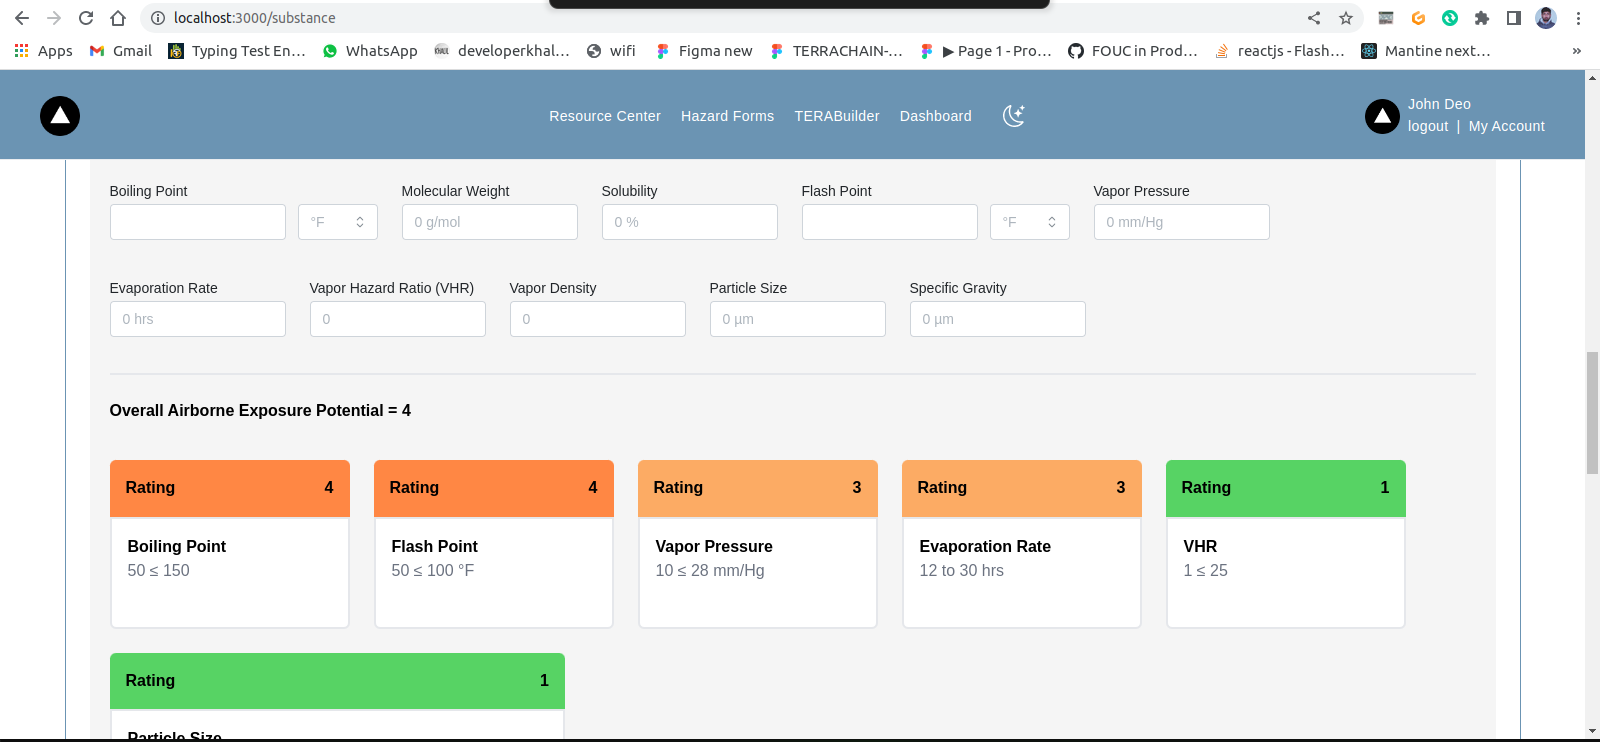 localhost:3000/substance
Apps Gmail Typing Test En... WhatsApp developerkhal... wifi Figma new TERRACHAIN-... ▶ Page 1 - Pro... FOUC in Prod... reactjs - Flash... Mantine next... »
Resource Center Hazard Forms TERABuilder Dashboard
John Deo
logout | My Account
Boiling Point Molecular Weight Solubility Flash Point Vapor Pressure
°F 0 g/mol 0 % °F 0 mm/Hg
Evaporation Rate Vapor Hazard Ratio (VHR) Vapor Density Particle Size Specific Gravity
0 hrs 0 0 0 µm 0 µm
Overall Airborne Exposure Potential = 4
Rating 4 Rating 4 Rating 3 Rating 3 Rating 1
Boiling Point Flash Point Vapor Pressure Evaporation Rate VHR
50 ≤ 150 50 ≤ 100 °F 10 ≤ 28 mm/Hg 12 to 30 hrs 1 ≤ 25
Rating 1
Particle Size